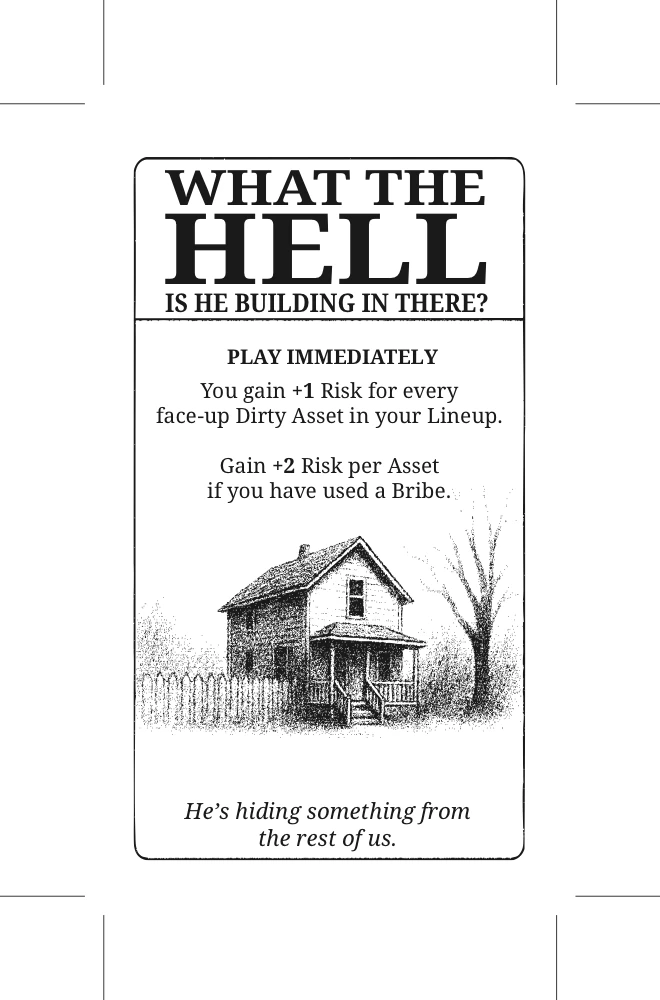 WHAT THE
HELL
IS HE BUILDING IN THERE?
PLAY IMMEDIATELY
You gain +1 Risk for every
face-up Dirty Asset in your Lineup.
Gain +2 Risk per Asset
if you have used a Bribe.
He’s hiding something from
the rest of us.